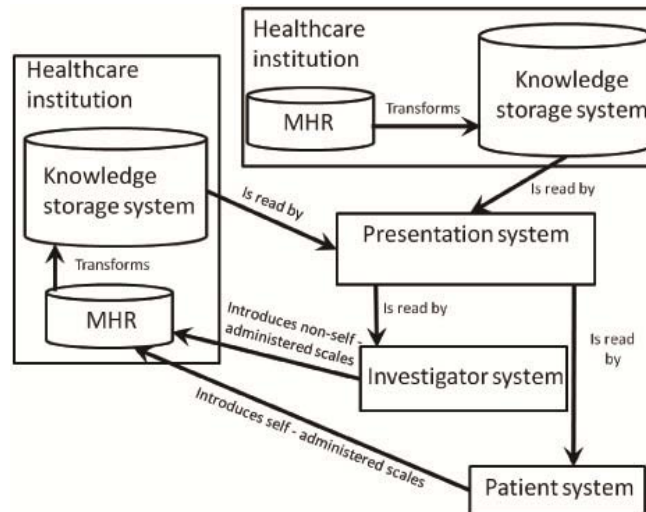 Healthcare
institution
Knowledge
storage system
MHR
Transforms
Is read by
Healthcare
institution
Knowledge
storage system
Is read by
Transforms
MHR
Presentation system
Is read by
Is read
by
Introduces non-self -
administered scales
Investigator system
Introduces self - administered scales
Patient system